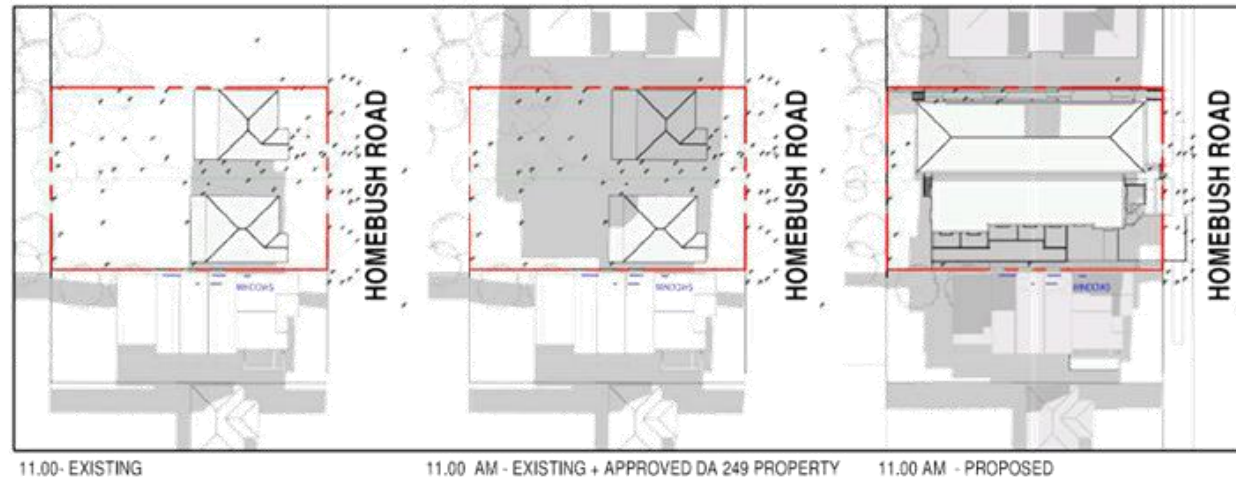 HOMEBUSH ROAD
HOMEBUSH ROAD
HOMEBUSH ROAD
WINDOWS
WINDOWS
WINDOWS
11.00- EXISTING
11.00 AM - EXISTING + APPROVED DA 249 PROPERTY
11.00 AM - PROPOSED